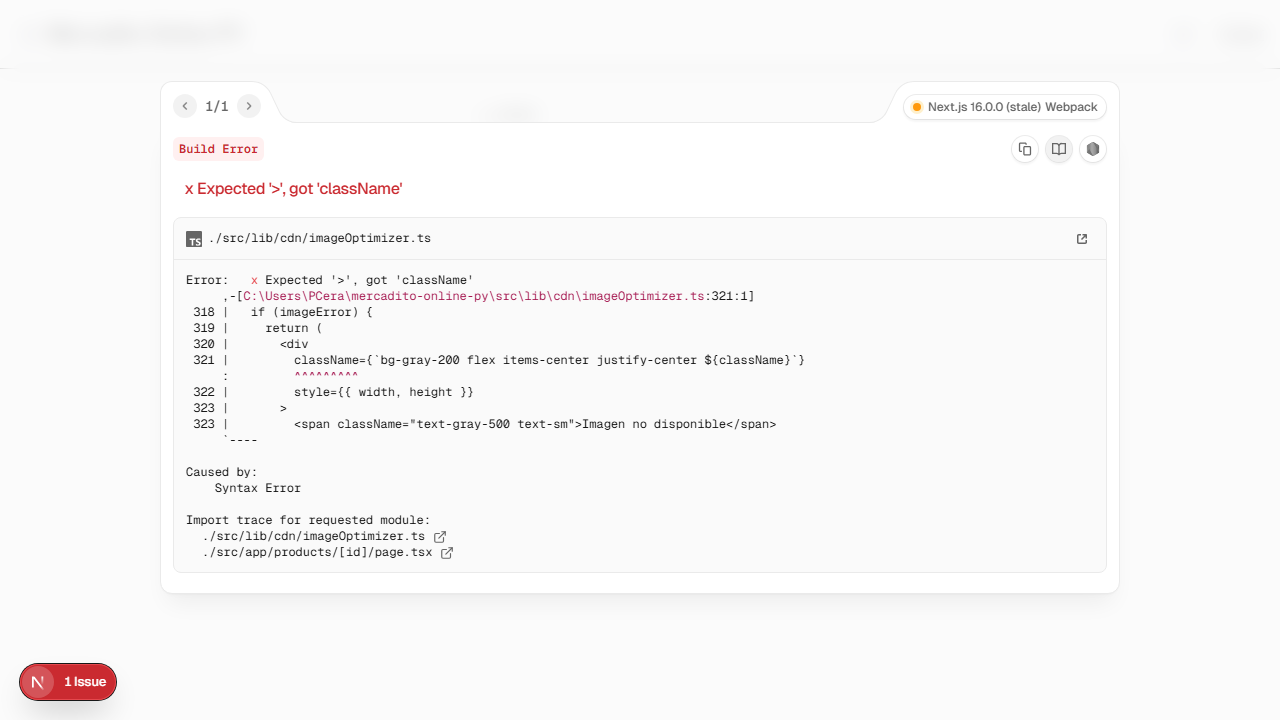 1/1
Next.js 16.0.0 (stale) Webpack
Build Error
x Expected '>', got 'className'
TS ./src/lib/cdn/imageOptimizer.ts
Error:   x Expected '>', got 'className'
     ,-[C:\Users\PCera\mercadito-online-py\src\lib\cdn\imageOptimizer.ts:321:1]
 318 |   if (imageError) {
 319 |     return (
 320 |       <div
 321 |         className={`bg-gray-200 flex items-center justify-center ${className}`}
     :         ^^^^^^^^^
 322 |         style={{ width, height }}
 323 |       >
 323 |         <span className="text-gray-500 text-sm">Imagen no disponible</span>
     `----
Caused by:
    Syntax Error
Import trace for requested module:
./src/lib/cdn/imageOptimizer.ts
./src/app/products/[id]/page.tsx
N 1 Issue